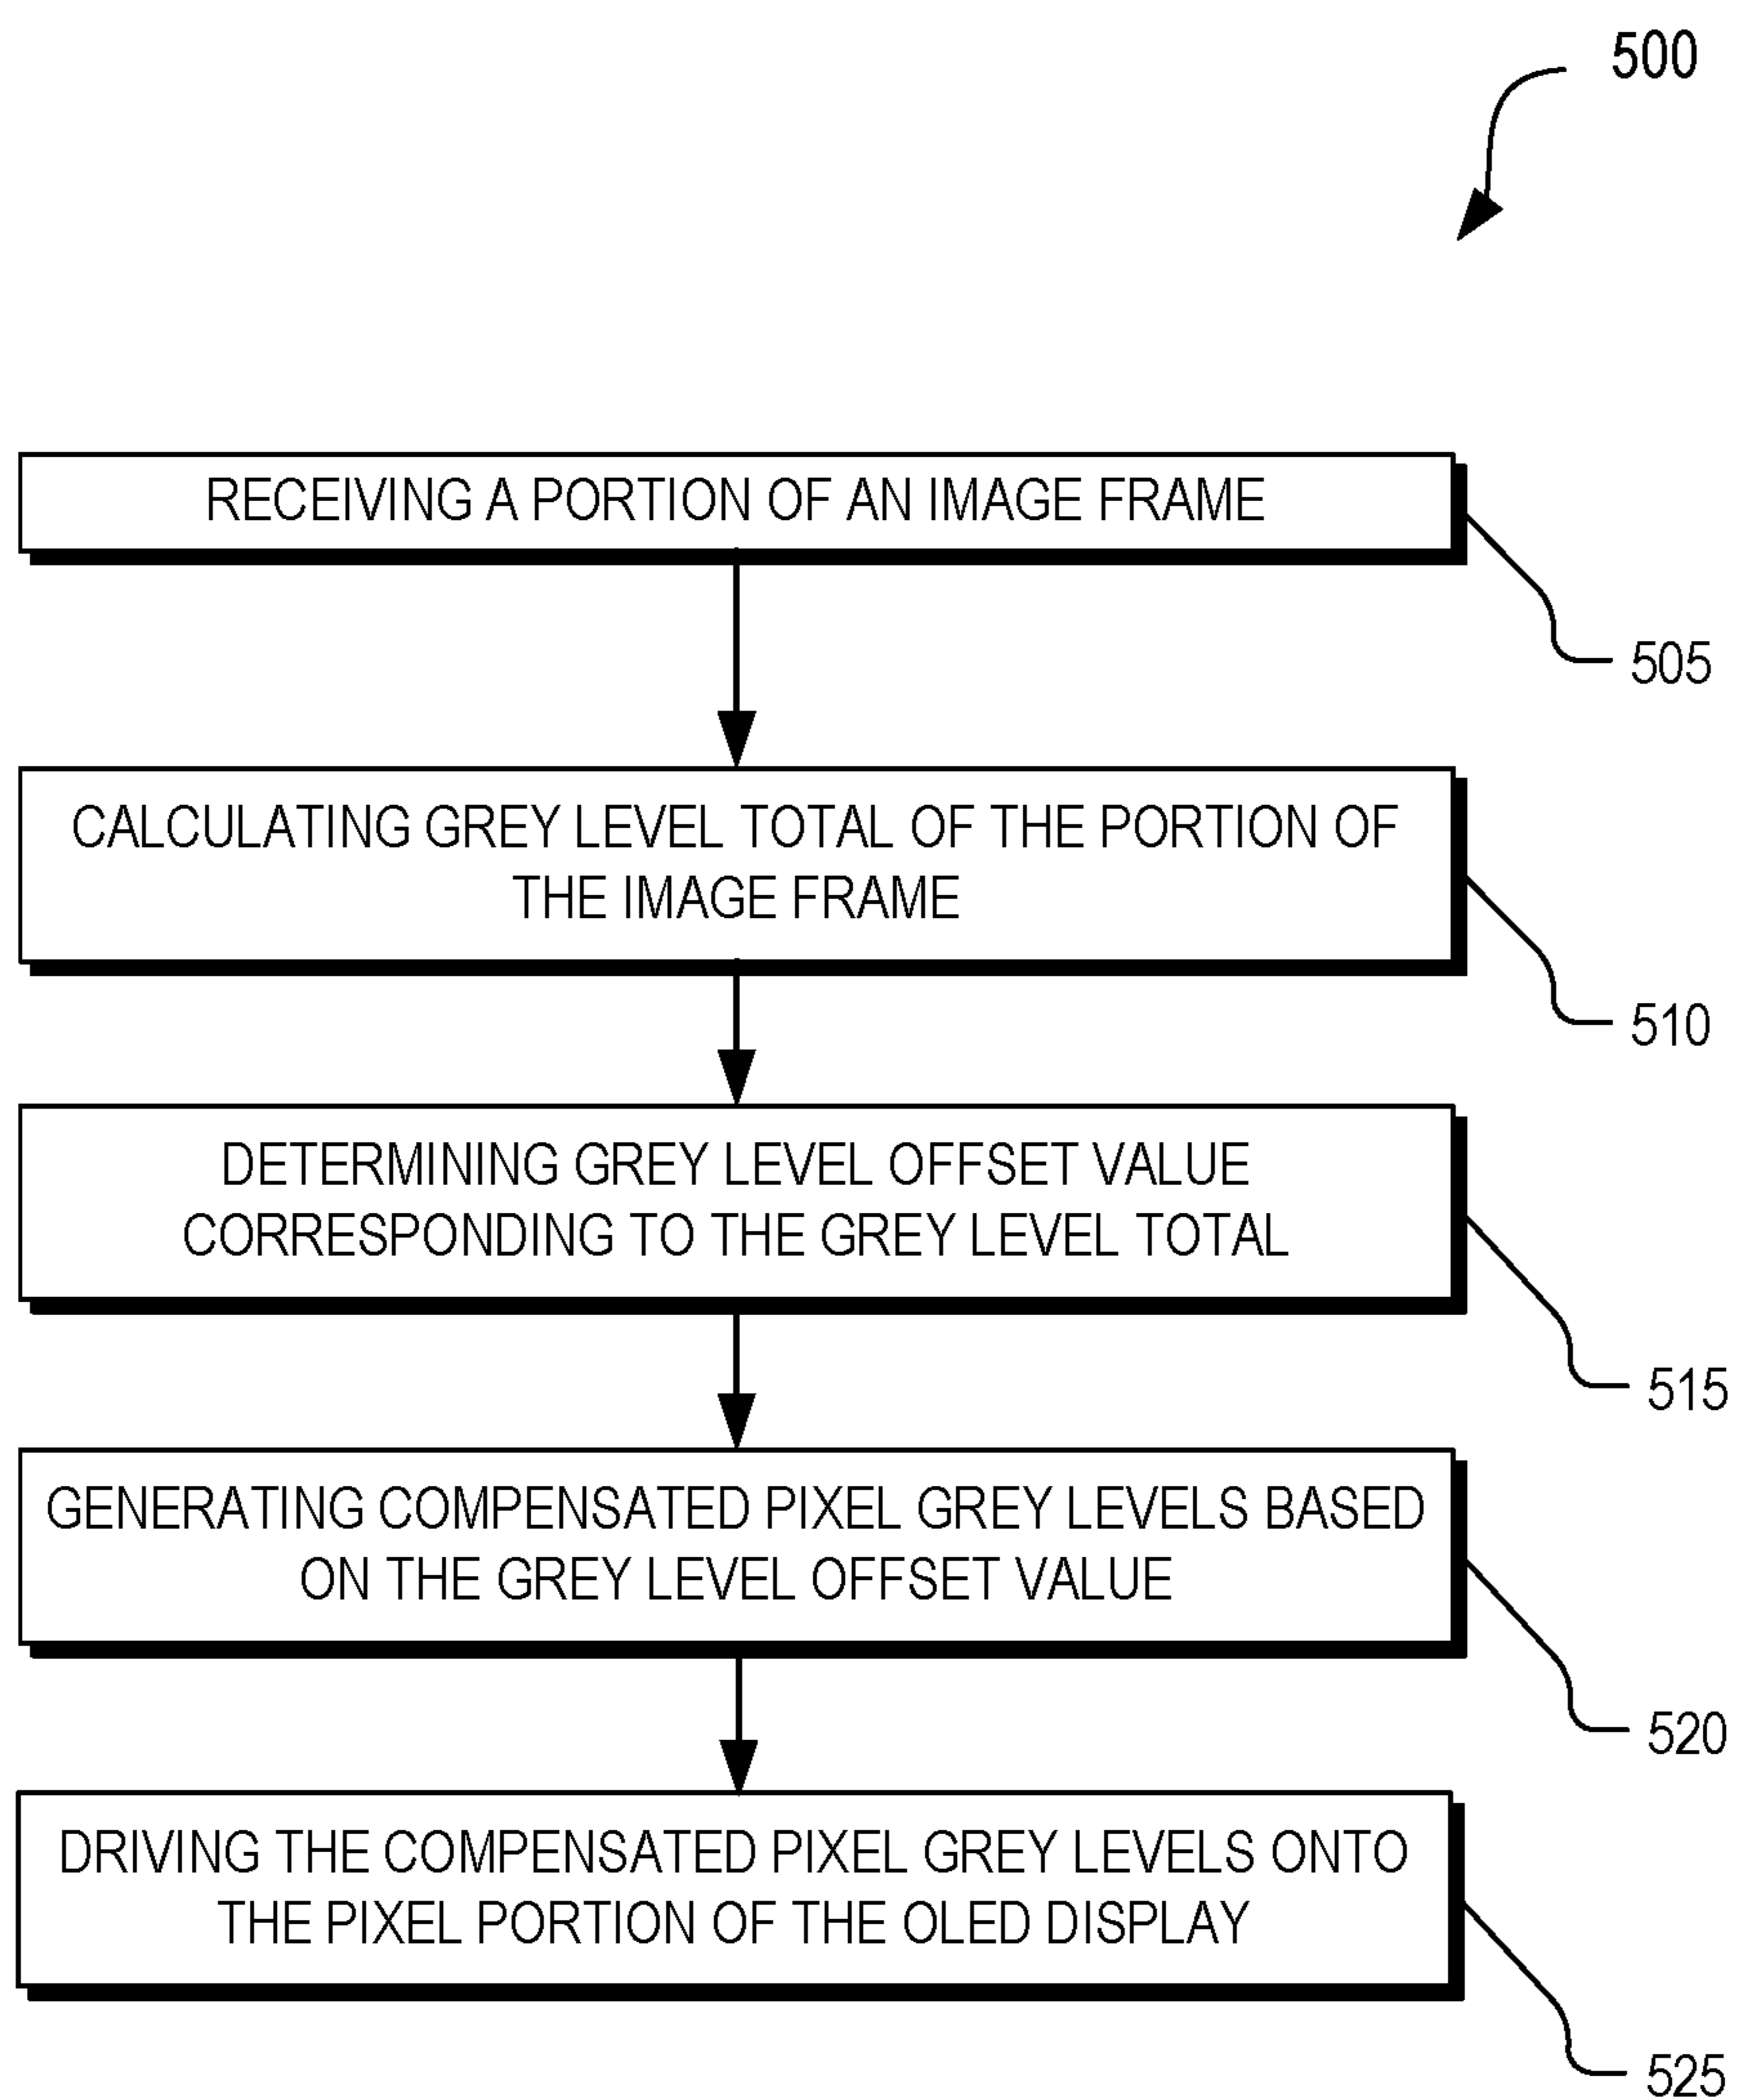 500
RECEIVING A PORTION OF AN IMAGE FRAME
505
CALCULATING GREY LEVEL TOTAL OF THE PORTION OF
THE IMAGE FRAME
510
DETERMINING GREY LEVEL OFFSET VALUE
CORRESPONDING TO THE GREY LEVEL TOTAL
515
GENERATING COMPENSATED PIXEL GREY LEVELS BASED
ON THE GREY LEVEL OFFSET VALUE
520
DRIVING THE COMPENSATED PIXEL GREY LEVELS ONTO
THE PIXEL PORTION OF THE OLED DISPLAY
525